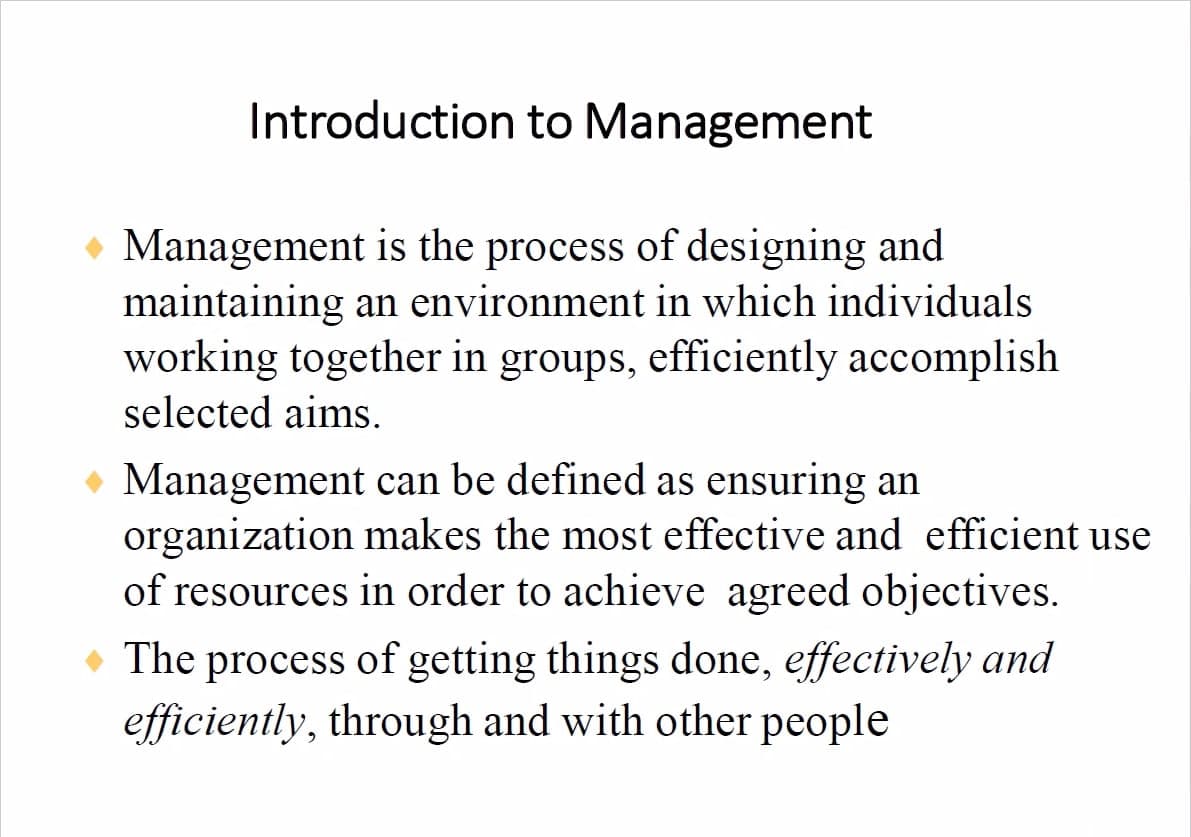 Introduction to Management
Management is the process of designing and
maintaining an environment in which individuals
working together in groups, efficiently accomplish
selected aims.
Management can be defined as ensuring an
organization makes the most effective and  efficient use
of resources in order to achieve  agreed objectives.
The process of getting things done, effectively and
efficiently, through and with other people